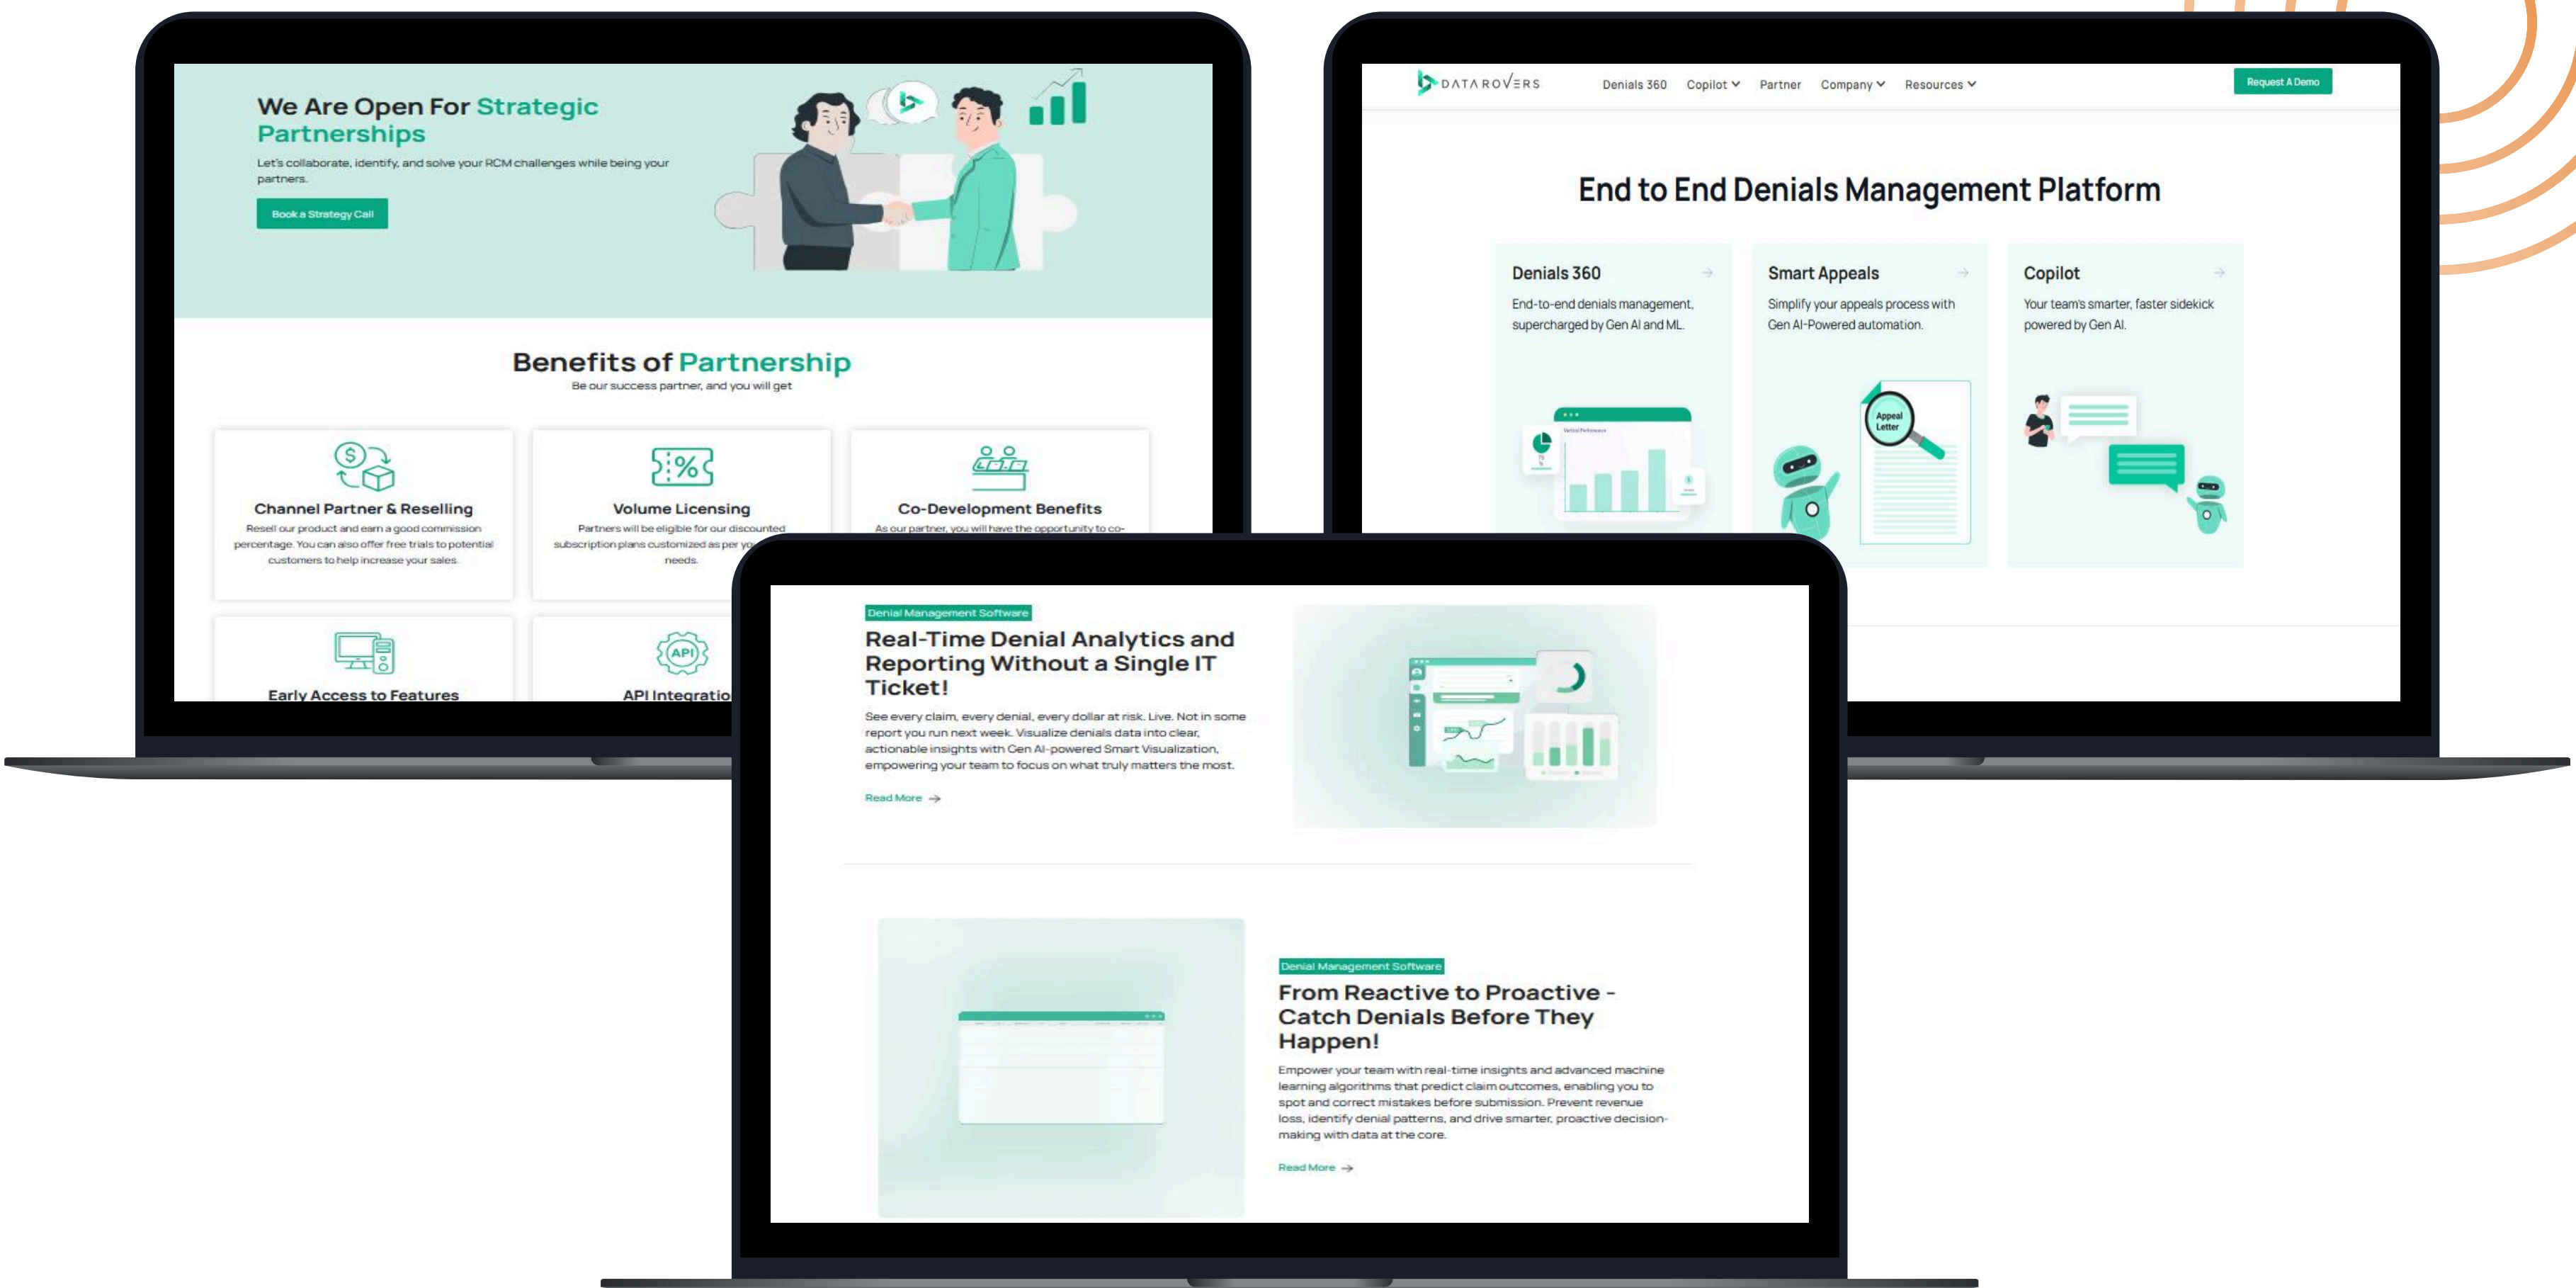 We Are Open For Strategic
Partnerships
Let's collaborate, identify, and solve your RCM challenges while being your
partners.
Book a Strategy Call
Benefits of Partnership
Be our success partner, and you will get
Channel Partner & Reselling
Resell our product and earn a good commission
percentage. You can also offer free trials to potential
customers to help increase your sales.
Volume Licensing
Partners will be eligible for our discounted
subscription plans customized as per
needs.
Co-Development Benefits
As our partner, you will have the opportunity to co-
Early Access to Features
API
API Integratio
DATAROVERS
Denials 360
Copilot
Partner
Company
Resources
Request A Demo
End to End Denials Management Platform
Denials 360
End-to-end denials management,
supercharged by Gen AI and ML.
Vertical Performance
Smart Appeals
Simplify your appeals process with
Gen AI-Powered automation.
Appeal
Letter
Copilot
Your team's smarter, faster sidekick
powered by Gen AI.
Denial Management Software
Real-Time Denial Analytics and
Reporting Without a Single IT
Ticket!
See every claim, every denial, every dollar at risk. Live. Not in some
report you run next week. Visualize denials data into clear,
actionable insights with Gen AI-powered Smart Visualization,
empowering your team to focus on what truly matters the most.
Read More
Denial Management Software
From Reactive to Proactive -
Catch Denials Before They
Happen!
Empower your team with real-time insights and advanced machine
learning algorithms that predict claim outcomes, enabling you to
spot and correct mistakes before submission. Prevent revenue
loss, identify denial patterns, and drive smarter, proactive decision-
making with data at the core.
Read More